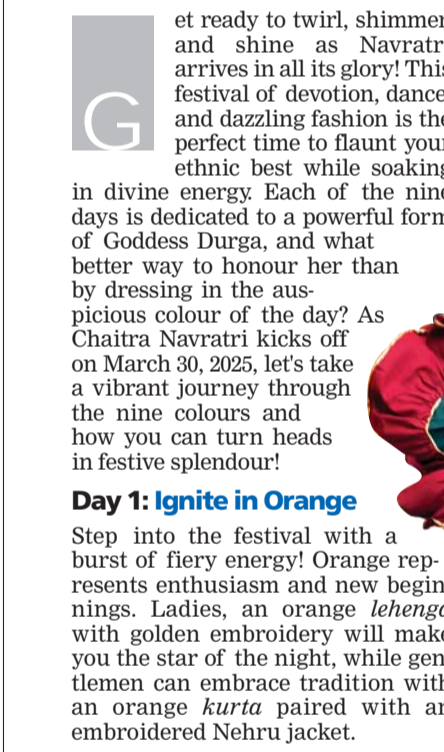 Get ready to twirl, shimmer
and shine as Navratr
arrives in all its glory! This
festival of devotion, dance
and dazzling fashion is the
perfect time to flaunt your
ethnic best while soaking
in divine energy. Each of the nine
days is dedicated to a powerful form
of Goddess Durga, and what
better way to honour her than
by dressing in the aus-
picious colour of the day? As
Chaitra Navratri kicks off
on March 30, 2025, let's take
a vibrant journey through
the nine colours and
how you can turn heads
in festive splendour!
Day 1: Ignite in Orange
Step into the festival with a
burst of fiery energy! Orange rep-
resents enthusiasm and new begin
nings. Ladies, an orange lehenga
with golden embroidery will make
you the star of the night, while gen
tlemen can embrace tradition with
an orange kurta paired with an
embroidered Nehru jacket.